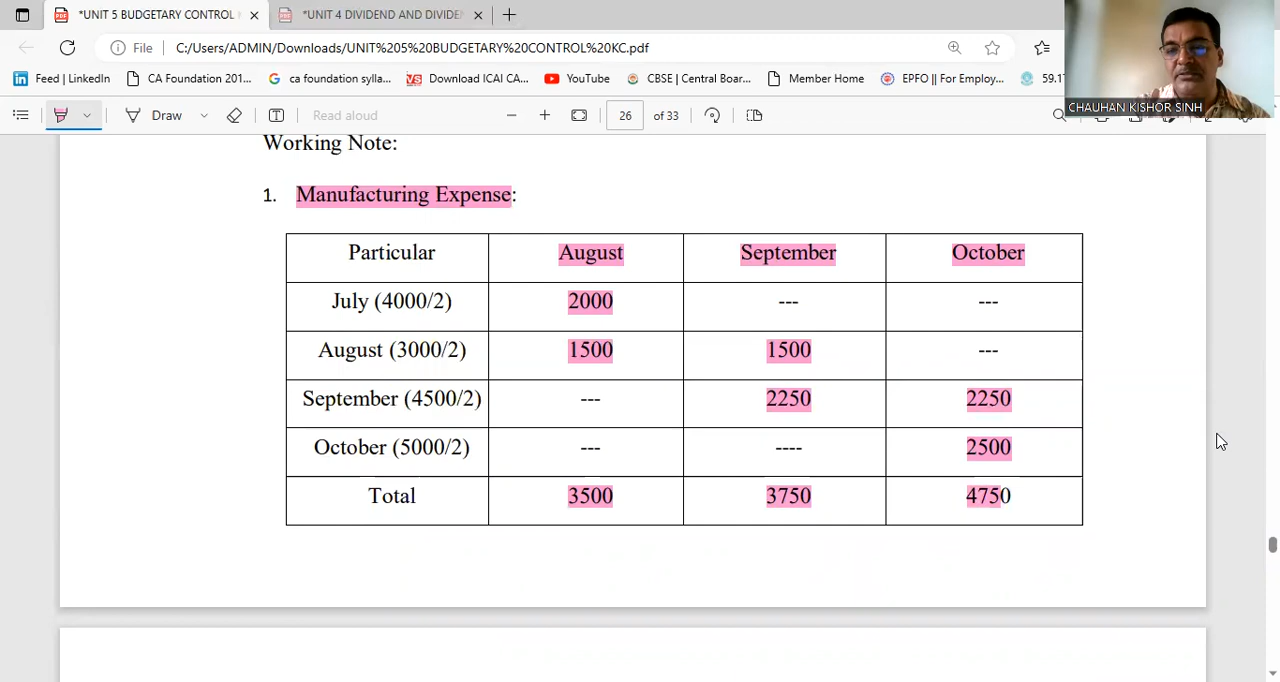 *UNIT 5 BUDGETARY CONTROL
*UNIT 4 DIVIDEND AND DIVIDE
File C:/Users/ADMIN/Downloads/UNIT%205%20BUDGETARY%20CONTROL%20KC.pdf
Feed | LinkedIn CA Foundation 201... ca foundation sylla... Download ICAI CA... YouTube CBSE | Central Boar... Member Home EPFO || For Employ... 59.1
CHAUHAN KISHOR SINH
Draw Read aloud 26 of 33
Working Note:
1. Manufacturing Expense:
Particular August September October
July (4000/2) 2000 --- ---
August (3000/2) 1500 1500 ---
September (4500/2) --- 2250 2250
October (5000/2) --- ---- 2500
Total 3500 3750 4750